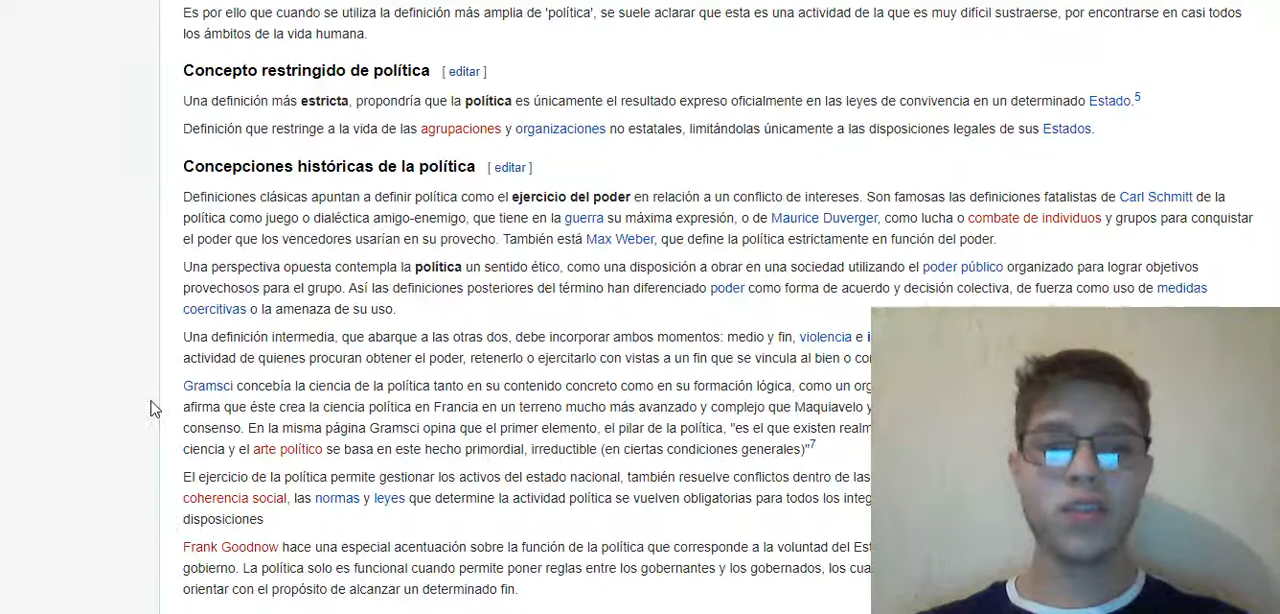 Es por ello que cuando se utiliza la definición más amplia de 'política', se suele aclarar que esta es una actividad de la que es muy difícil sustraerse, por encontrarse en casi todos
los ámbitos de la vida humana.
Concepto restringido de política [ editar ]
Una definición más estricta, propondría que la política es únicamente el resultado expreso oficialmente en las leyes de convivencia en un determinado Estado.5
Definición que restringe a la vida de las agrupaciones y organizaciones no estatales, limitándolas únicamente a las disposiciones legales de sus Estados.
Concepciones históricas de la política [ editar ]
Definiciones clásicas apuntan a definir política como el ejercicio del poder en relación a un conflicto de intereses. Son famosas las definiciones fatalistas de Carl Schmitt de la
política como juego o dialéctica amigo-enemigo, que tiene en la guerra su máxima expresión, o de Maurice Duverger, como lucha o combate de individuos y grupos para conquistar
el poder que los vencedores usarían en su provecho. También está Max Weber, que define la política estrictamente en función del poder.
Una perspectiva opuesta contempla la política un sentido ético, como una disposición a obrar en una sociedad utilizando el poder público organizado para lograr objetivos
provechosos para el grupo. Así las definiciones posteriores del término han diferenciado poder como forma de acuerdo y decisión colectiva, de fuerza como uso de medidas
coercitivas o la amenaza de su uso.
Una definición intermedia, que abarque a las otras dos, debe incorporar ambos momentos: medio y fin, violencia e
actividad de quienes procuran obtener el poder, retenerlo o ejercitarlo con vistas a un fin que se vincula al bien o
Gramsci concebía la ciencia de la política tanto en su contenido concreto como en su formación lógica, como un
afirma que éste crea la ciencia política en Francia en un terreno mucho más avanzado y complejo que Maquiavelo y
consenso. En la misma página Gramsci opina que el primer elemento, el pilar de la política, "es el que existen
ciencia y el arte político se basa en este hecho primordial, irreductible (en ciertas condiciones generales)"7
El ejercicio de la política permite gestionar los activos del estado nacional, también resuelve conflictos dentro de las
coherencia social, las normas y leyes que determine la actividad política se vuelven obligatorias para todos los
disposiciones
Frank Goodnow hace una especial acentuación sobre la función de la política que corresponde a la voluntad del
gobierno. La política solo es funcional cuando permite poner reglas entre los gobernantes y los gobernados, los
orientar con el propósito de alcanzar un determinado fin.